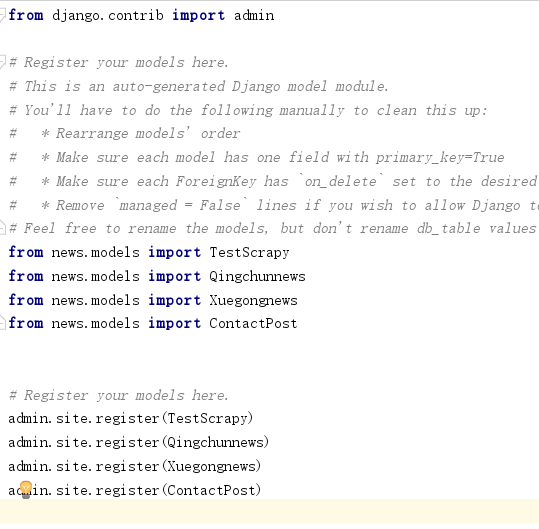 from django.contrib import admin
# Register your models here.
# This is an auto-generated Django model module.
# You'll have to do the following manually to clean this up:
#   * Rearrange models' order
#   * Make sure each model has one field with primary_key=True
#   * Make sure each ForeignKey has `on_delete` set to the desired
#   * Remove `managed = False` lines if you wish to allow Django to
# Feel free to rename the models, but don't rename db_table values
from news.models import TestScrapy
from news.models import Qingchunnews
from news.models import Xuegongnews
from news.models import ContactPost
# Register your models here.
admin.site.register(TestScrapy)
admin.site.register(Qingchunnews)
admin.site.register(Xuegongnews)
admin.site.register(ContactPost)